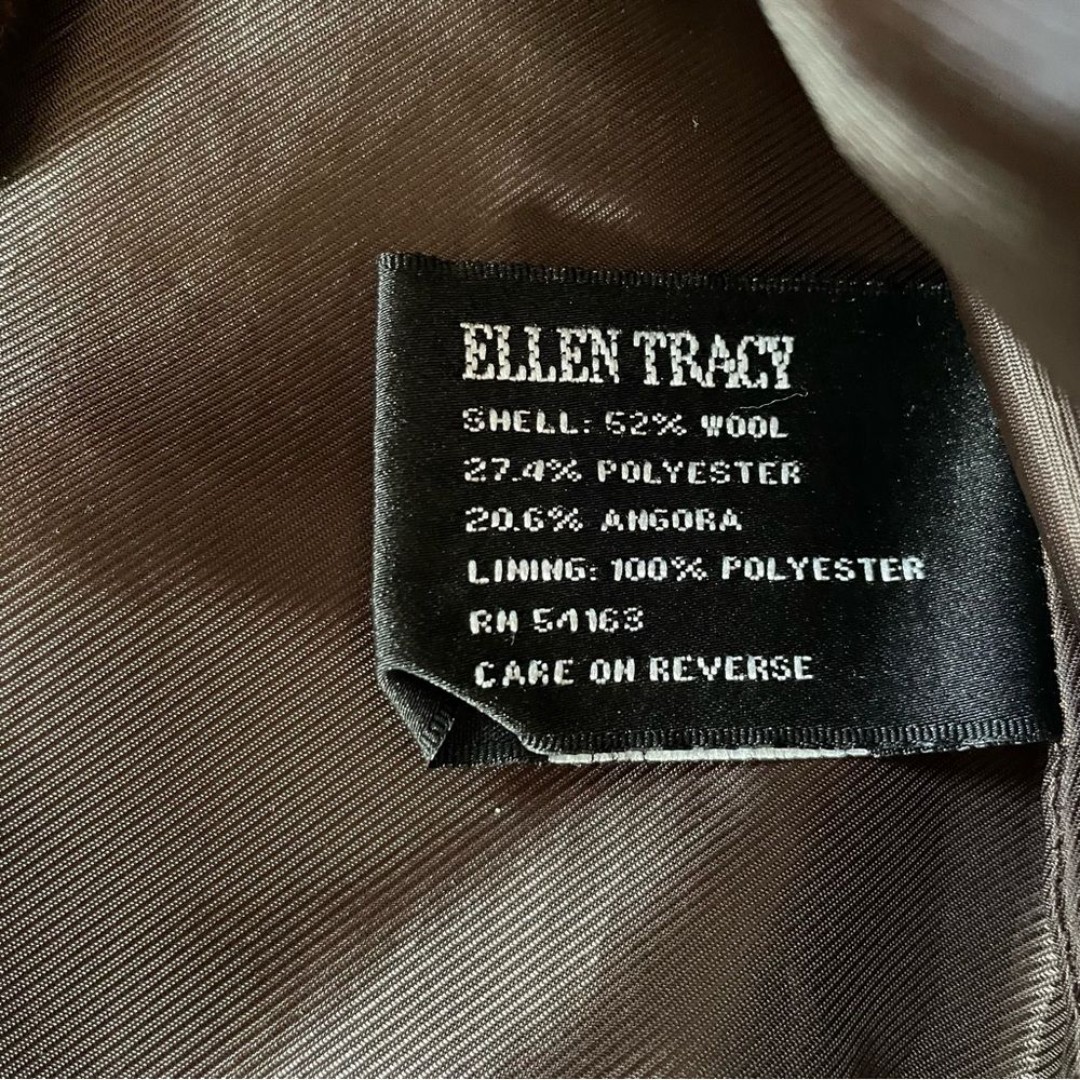 ELLEN TRACY
SHELL: 52% WOOL
27.4% POLYESTER
20.6% ANGORA
LINING: 100% POLYESTER
RN 54163
CARE ON REVERSE